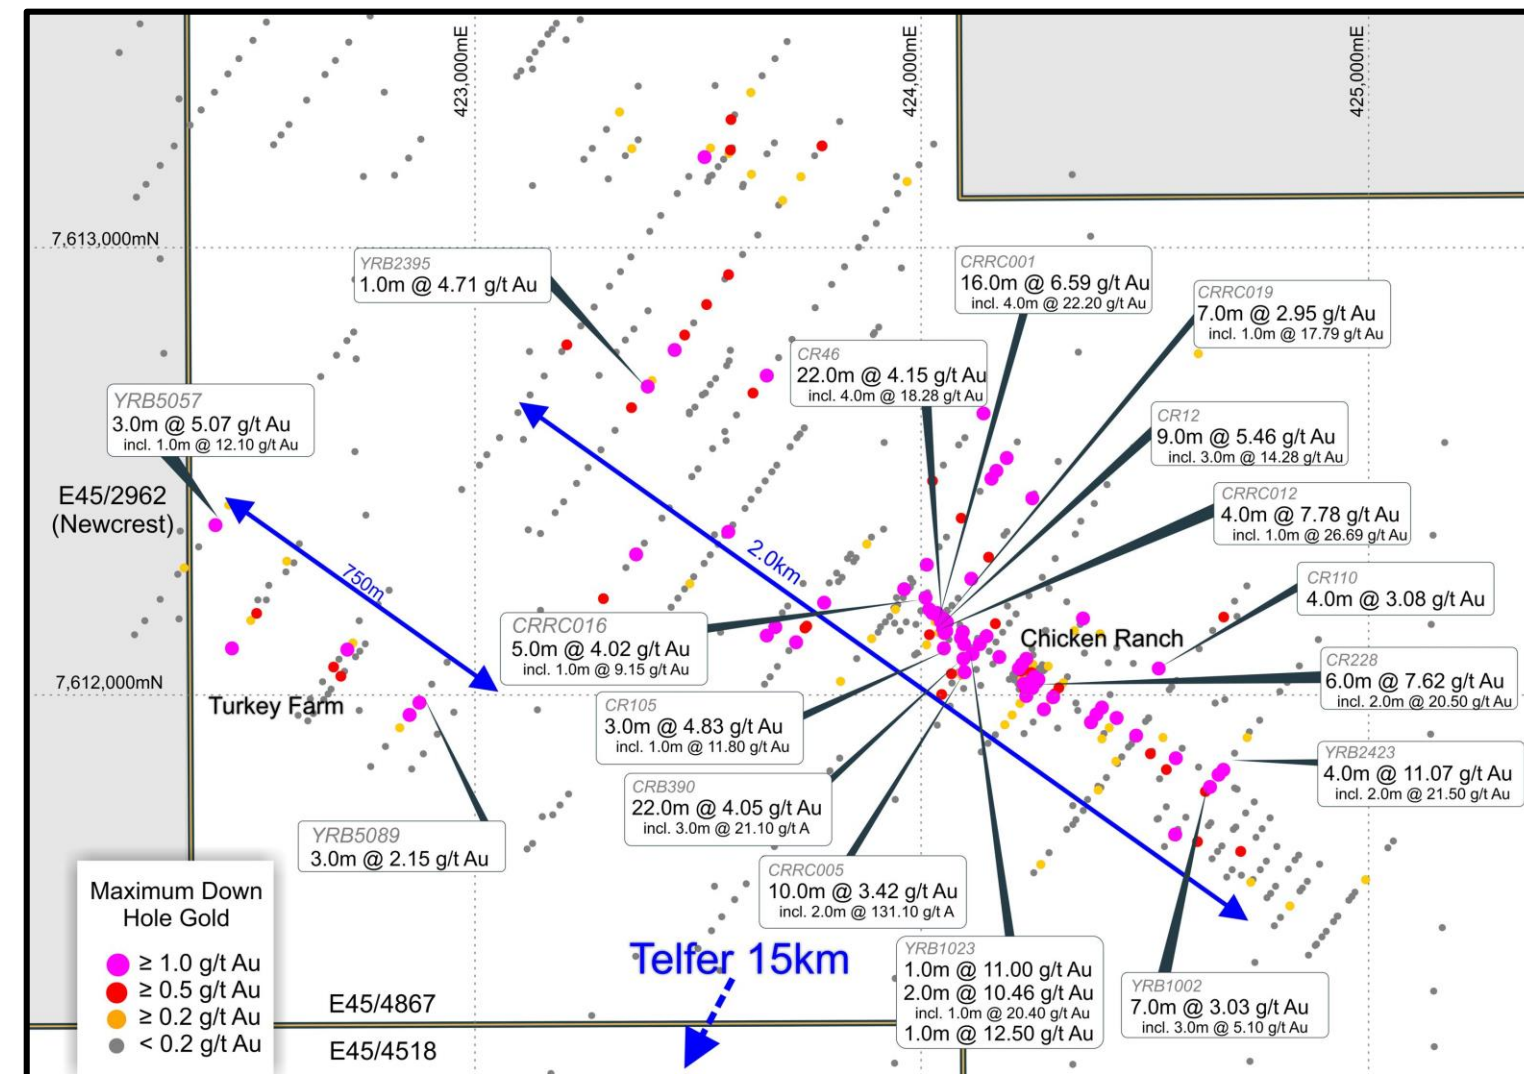 423,000mE
424,000mE
425,000mE
7,613,000mN
YRB2395
1.0m @ 4.71 g/t Au
CRRC001
16.0m @ 6.59 g/t Au
incl. 4.0m @ 22.20 g/t Au
CRRC019
7.0m @ 2.95 g/t Au
incl. 1.0m @ 17.79 g/t Au
CR46
22.0m @ 4.15 g/t Au
incl. 4.0m @ 18.28 g/t Au
YRB5057
3.0m @ 5.07 g/t Au
incl. 1.0m @ 12.10 g/t Au
CR12
9.0m @ 5.46 g/t Au
incl. 3.0m @ 14.28 g/t Au
E45/2962
(Newcrest)
CRRC012
4.0m @ 7.78 g/t Au
incl. 1.0m @ 26.69 g/t Au
750m
2.0km
CR110
4.0m @ 3.08 g/t Au
CRRC016
5.0m @ 4.02 g/t Au
incl. 1.0m @ 9.15 g/t Au
Chicken Ranch
CR228
6.0m @ 7.62 g/t Au
incl. 2.0m @ 20.50 g/t Au
7,612,000mN
Turkey Farm
CR105
3.0m @ 4.83 g/t Au
incl. 1.0m @ 11.80 g/t Au
YRB2423
4.0m @ 11.07 g/t Au
incl. 2.0m @ 21.50 g/t Au
CRB390
22.0m @ 4.05 g/t Au
incl. 3.0m @ 21.10 g/t A
YRB5089
3.0m @ 2.15 g/t Au
CRRC005
10.0m @ 3.42 g/t Au
incl. 2.0m @ 131.10 g/t A
Telfer 15km
YRB1023
1.0m @ 11.00 g/t Au
2.0m @ 10.46 g/t Au
incl. 1.0m @ 20.40 g/t Au
1.0m @ 12.50 g/t Au
YRB1002
7.0m @ 3.03 g/t Au
incl. 3.0m @ 5.10 g/t Au
Maximum Down
Hole Gold
≥ 1.0 g/t Au
≥ 0.5 g/t Au
≥ 0.2 g/t Au
< 0.2 g/t Au
E45/4867
E45/4518